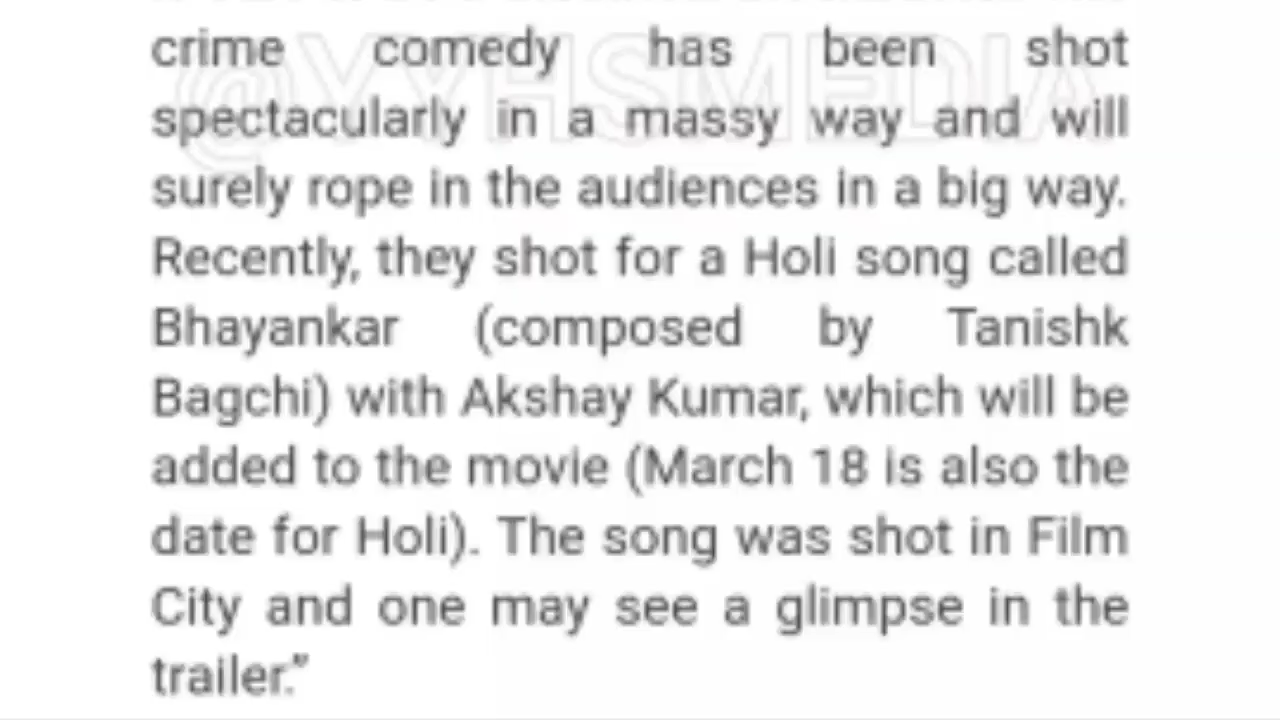 crime comedy has been shot
spectacularly in a massy way and will
surely rope in the audiences in a big way.
Recently, they shot for a Holi song called
Bhayankar (composed by Tanishk
Bagchi) with Akshay Kumar, which will be
added to the movie (March 18 is also the
date for Holi). The song was shot in Film
City and one may see a glimpse in the
trailer.”
@YYHSMEDIA